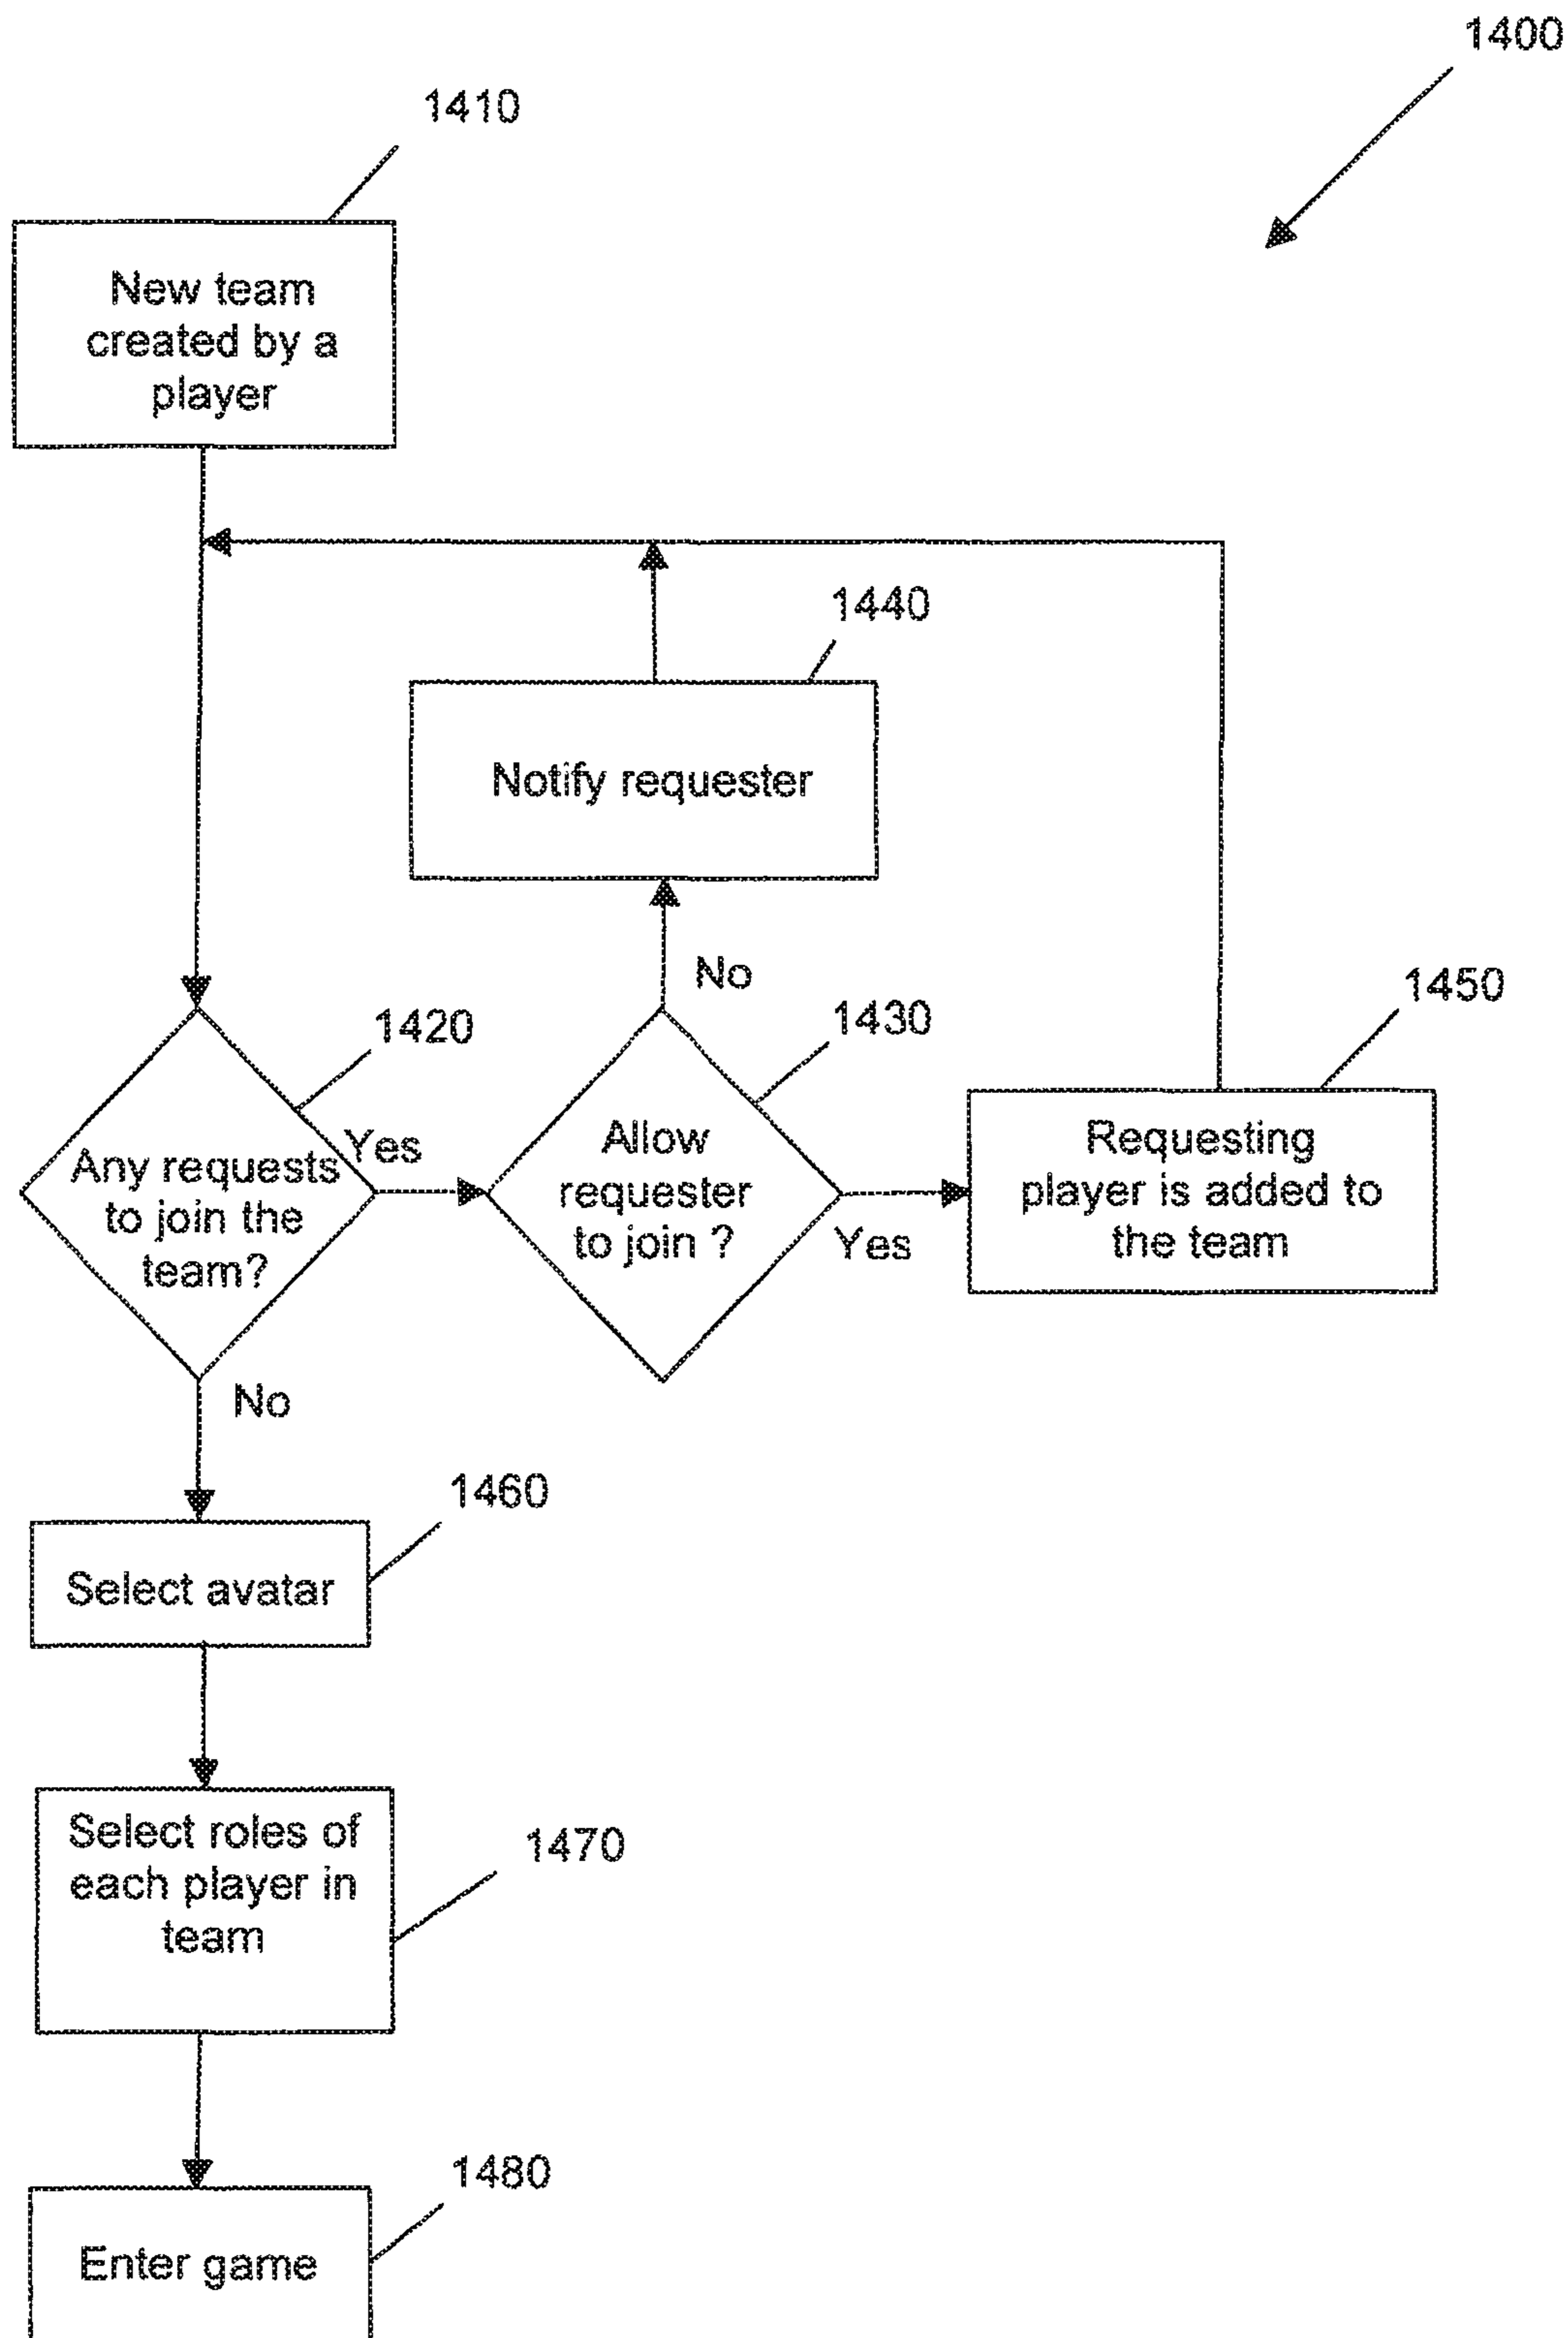 1400
1410
New team
created by a
player
1440
Notify requester
No
1420
1430
1450
Any requests
to join the
team?
Yes
Allow
requester
to join ?
Yes
Requesting
player is added to
the team
No
1460
Select avatar
1470
Select roles of
each player in
team
1480
Enter game